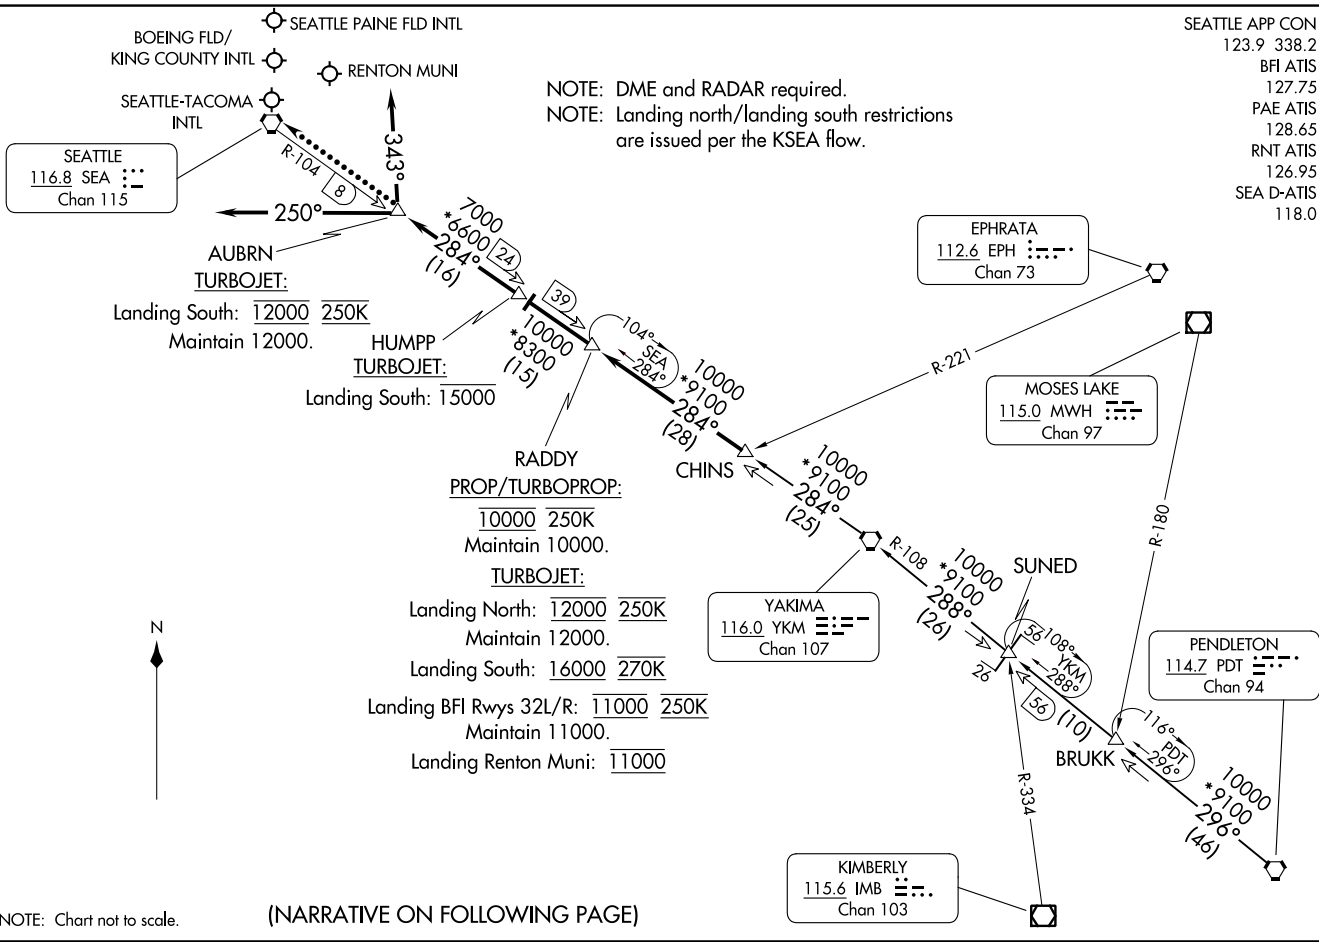 SEATTLE PAINE FLD INTL
BOEING FLD/
KING COUNTY INTL
RENTON MUNI
SEATTLE-TACOMA
INTL
SEATTLE APP CON
123.9 338.2
BFI ATIS
127.75
PAE ATIS
128.65
RNT ATIS
126.95
SEA D-ATIS
118.0
NOTE: DME and RADAR required.
NOTE: Landing north/landing south restrictions
are issued per the KSEA flow.
SEATTLE
116.8 SEA
Chan 115
R-104
8
343°
250°
AUBRN
TURBOJET:
Landing South: 12000 250K
Maintain 12000.
7000
*6600
284°
(16)
24
HUMPP
TURBOJET:
Landing South: 15000
39
10000
*8300
(15)
104°
SEA
284°
RADDY
PROP/TURBOPROP:
10000 250K
Maintain 10000.
TURBOJET:
Landing North: 12000 250K
Maintain 12000.
Landing South: 16000 270K
Landing BFI Rwys 32L/R: 11000 250K
Maintain 11000.
Landing Renton Muni: 11000
10000
*9100
284°
(28)
CHINS
EPHRATA
112.6 EPH
Chan 73
R-221
MOSES LAKE
115.0 MWH
Chan 97
R-180
10000
*9100
284°
(25)
YAKIMA
116.0 YKM
Chan 107
R-108
10000
*9100
288°
(26)
SUNED
56
26
108°
YKM
288°
56
(10)
BRUKK
116°
PDT
296°
PENDLETON
114.7 PDT
Chan 94
10000
*9100
296°
(46)
R-334
KIMBERLY
115.6 IMB
Chan 103
N
NOTE: Chart not to scale.
(NARRATIVE ON FOLLOWING PAGE)